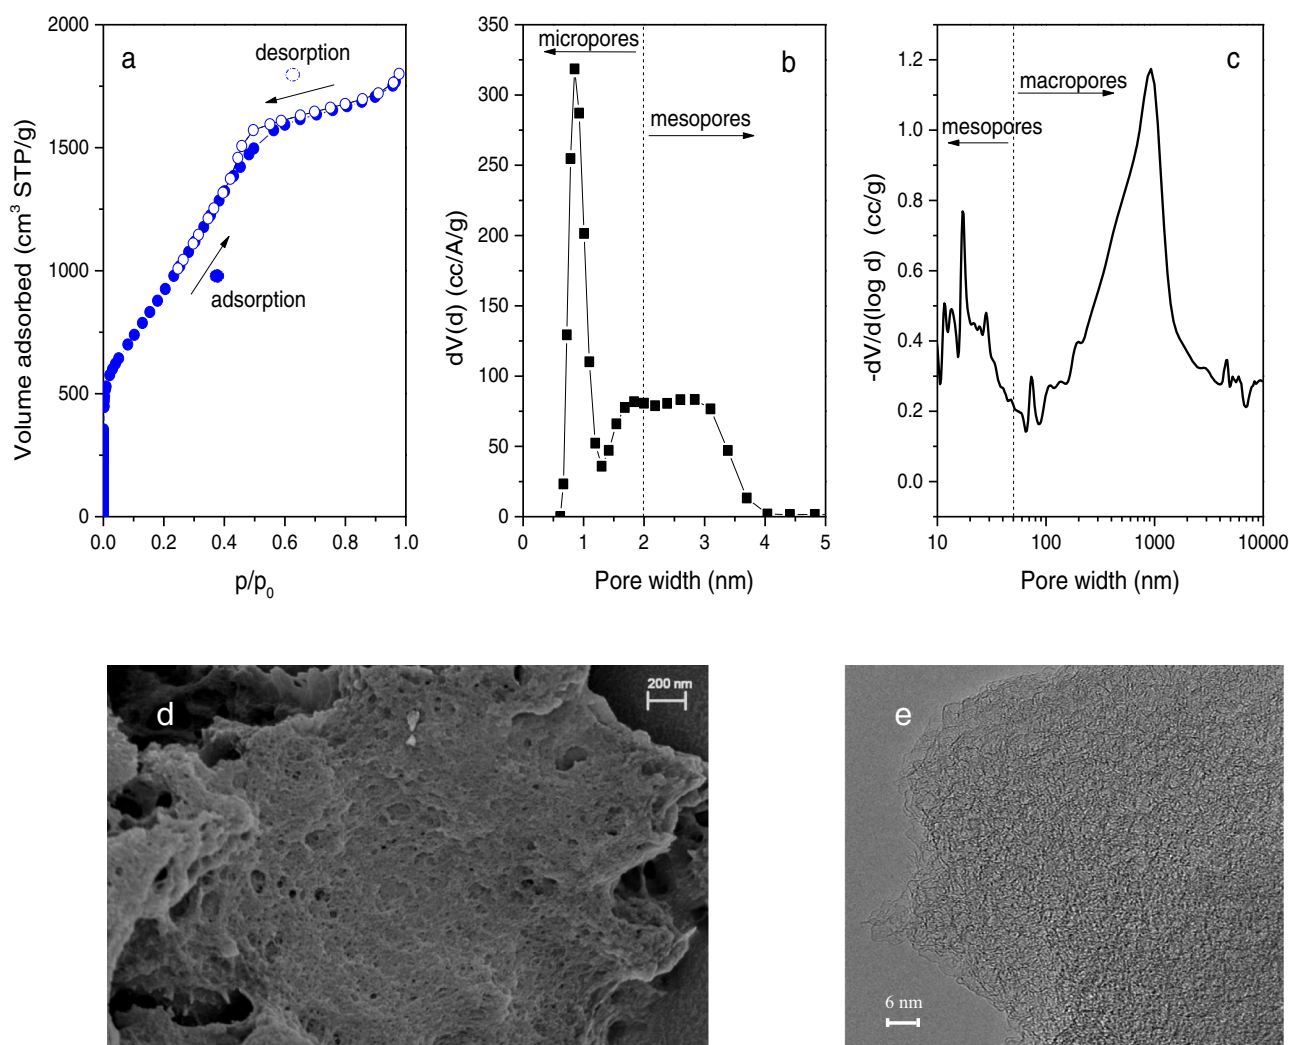 a
desorption
adsorption
Volume adsorbed (cm³ STP/g)
2000
1500
1000
500
0
0.0 0.2 0.4 0.6 0.8 1.0
p/p₀
b
micropores
mesopores
dV(d) (cc/A/g)
350
300
250
200
150
100
50
0
0 1 2 3 4 5
Pore width (nm)
c
macropores
mesopores
-dV/d(log d) (cc/g)
1.2
1.0
0.8
0.6
0.4
0.2
0.0
10 100 1000 10000
Pore width (nm)
d
200 nm
e
6 nm